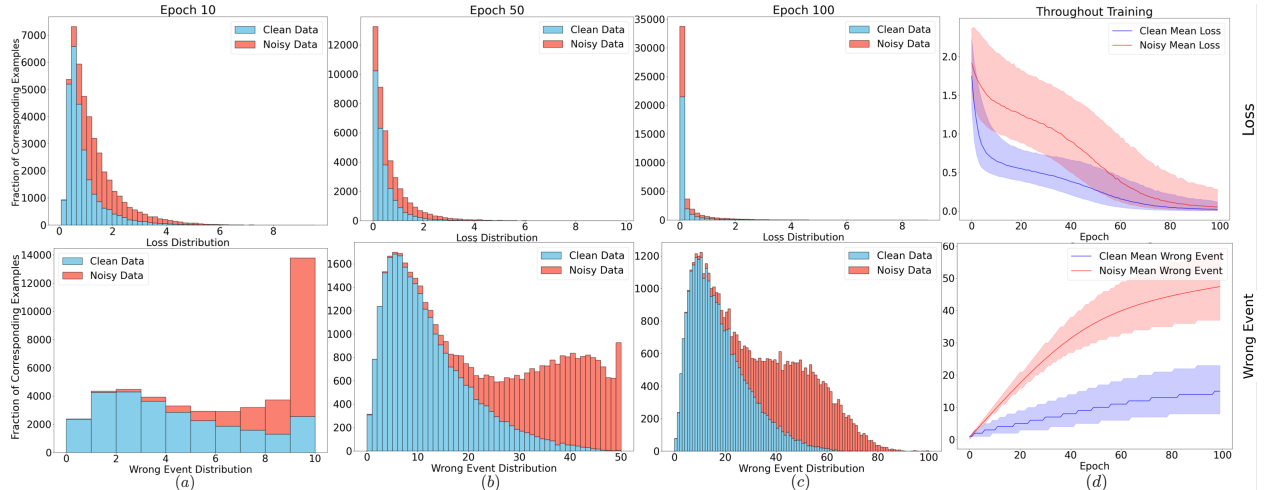 Epoch 10
Epoch 50
Epoch 100
Throughout Training
Fraction of Corresponding Examples
7000
6000
5000
4000
3000
2000
1000
0
Clean Data
Noisy Data
0 2 4 6 8
Loss Distribution
12000
10000
8000
6000
4000
2000
0
Clean Data
Noisy Data
0 2 4 6 8 10
Loss Distribution
35000
30000
25000
20000
15000
10000
5000
0
Clean Data
Noisy Data
0 2 4 6 8
Loss Distribution
2.0
1.5
1.0
0.5
0.0
Clean Mean Loss
Noisy Mean Loss
0 20 40 60 80 100
Epoch
Loss
Fraction of Corresponding Examples
14000
12000
10000
8000
6000
4000
2000
0
Clean Data
Noisy Data
0 2 4 6 8 10
Wrong Event Distribution
(a)
1600
1400
1200
1000
800
600
400
200
0
Clean Data
Noisy Data
0 10 20 30 40 50
Wrong Event Distribution
(b)
1200
1000
800
600
400
200
0
Clean Data
Noisy Data
0 20 40 60 80 100
Wrong Event Distribution
(c)
60
50
40
30
20
10
0
Clean Mean Wrong Event
Noisy Mean Wrong Event
0 20 40 60 80 100
Epoch
(d)
Wrong Event